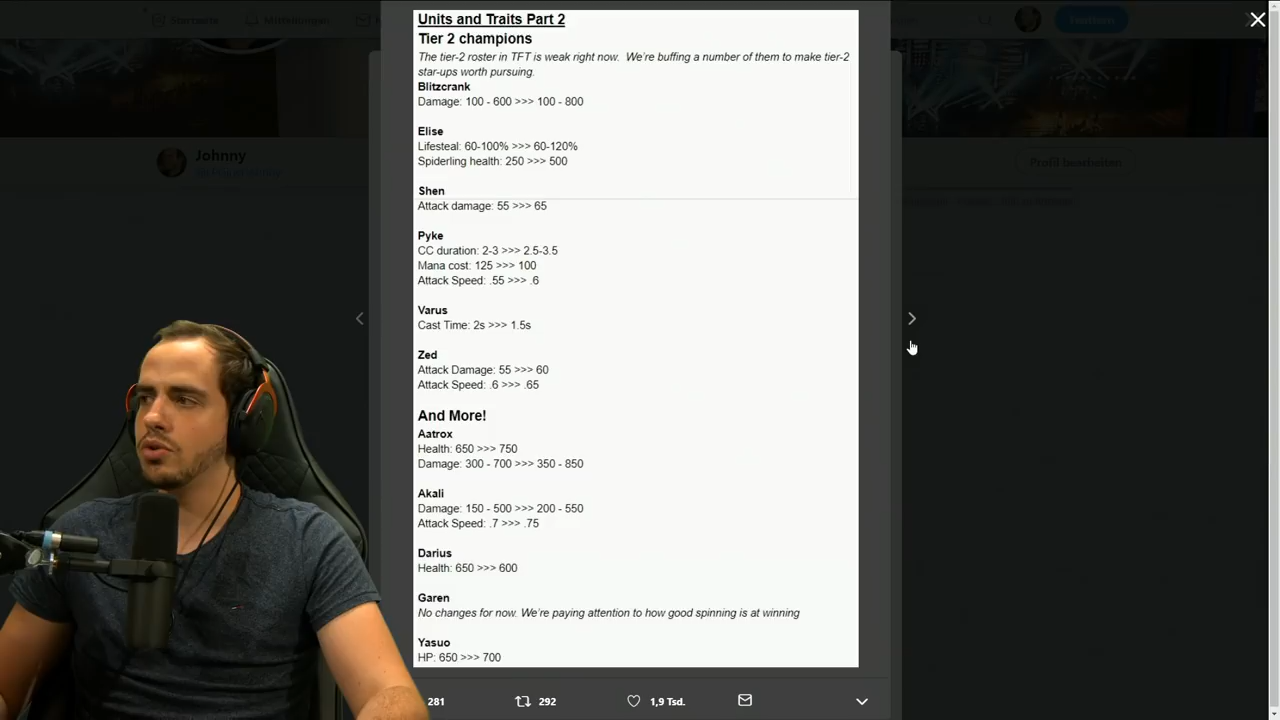 Startseite
Mitteilungen
Twittern
Johnny
Profil bearbeiten
Units and Traits Part 2
Tier 2 champions
The tier-2 roster in TFT is weak right now. We're buffing a number of them to make tier-2
star-ups worth pursuing.
Blitzcrank
Damage: 100 - 600 >>> 100 - 800
Elise
Lifesteal: 60-100% >>> 60-120%
Spiderling health: 250 >>> 500
Shen
Attack damage: 55 >>> 65
Pyke
CC duration: 2-3 >>> 2.5-3.5
Mana cost: 125 >>> 100
Attack Speed: .55 >>> .6
Varus
Cast Time: 2s >>> 1.5s
Zed
Attack Damage: 55 >>> 60
Attack Speed: .6 >>> .65
And More!
Aatrox
Health: 650 >>> 750
Damage: 300 - 700 >>> 350 - 850
Akali
Damage: 150 - 500 >>> 200 - 550
Attack Speed: .7 >>> .75
Darius
Health: 650 >>> 600
Garen
No changes for now. We're paying attention to how good spinning is at winning
Yasuo
HP: 650 >>> 700
281
292
1,9 Tsd.